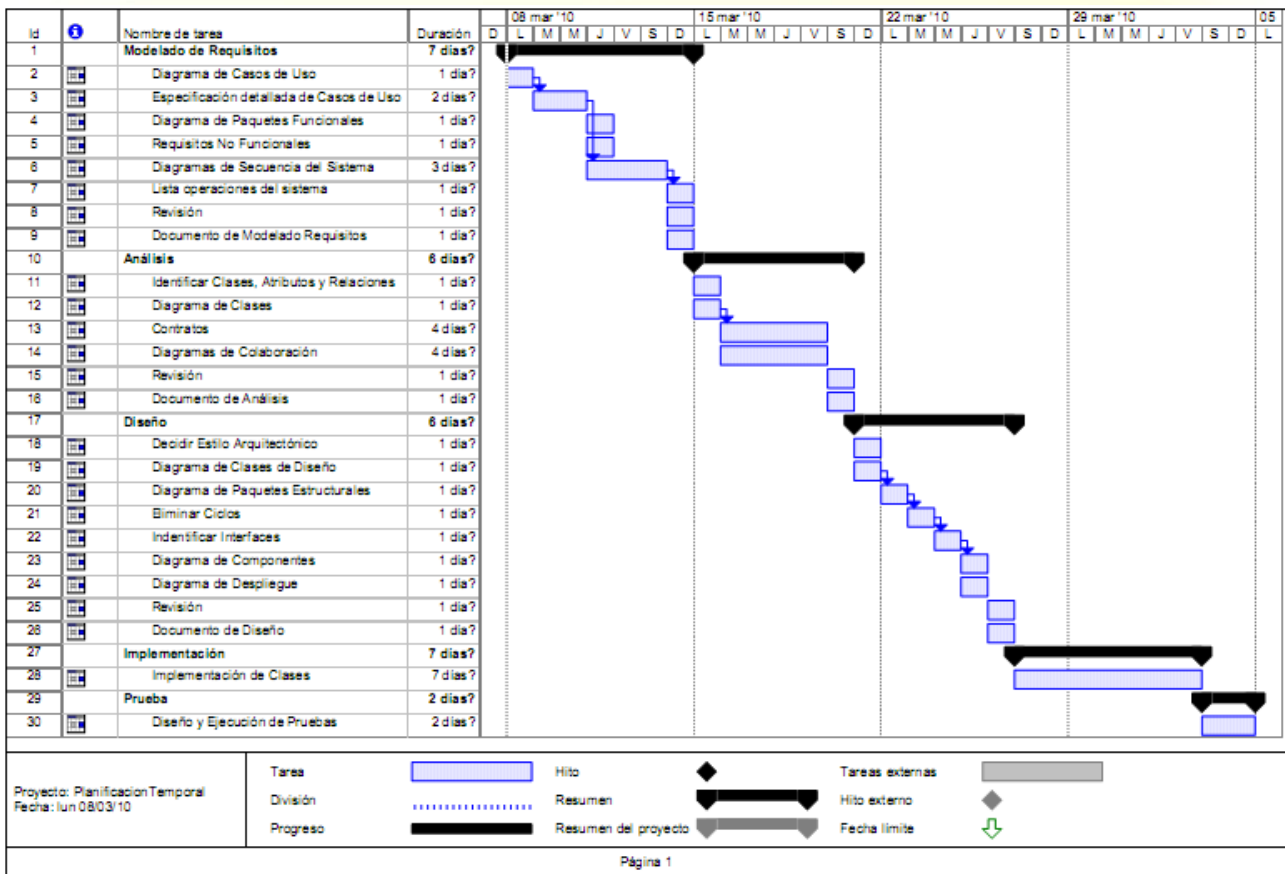 08 mar '10 15 mar '10 22 mar '10 29 mar '10 05
Id Nombre de tarea Duración D L M M J V S D L M M J V S D L M M J V S D L M M J V S D L
1 Modelado de Requisitos 7 días?
2 Diagrama de Casos de Uso 1 día?
3 Especificación detallada de Casos de Uso 2 días?
4 Diagrama de Paquetes Funcionales 1 día?
5 Requisitos No Funcionales 1 día?
6 Diagramas de Secuencia del Sistema 3 días?
7 Lista operaciones del sistema 1 día?
8 Revisión 1 día?
9 Documento de Modelado Requisitos 1 día?
10 Análisis 6 días?
11 Identificar Clases, Atributos y Relaciones 1 día?
12 Diagrama de Clases 1 día?
13 Contratos 4 días?
14 Diagramas de Colaboración 4 días?
15 Revisión 1 día?
16 Documento de Análisis 1 día?
17 Diseño 6 días?
18 Decidir Estilo Arquitectónico 1 día?
19 Diagrama de Clases de Diseño 1 día?
20 Diagrama de Paquetes Estructurales 1 día?
21 Eliminar Ciclos 1 día?
22 Indentificar Interfaces 1 día?
23 Diagrama de Componentes 1 día?
24 Diagrama de Despliegue 1 día?
25 Revisión 1 día?
26 Documento de Diseño 1 día?
27 Implementación 7 días?
28 Implementación de Clases 7 días?
29 Prueba 2 días?
30 Diseño y Ejecución de Pruebas 2 días?
Proyecto: Planificacion Temporal
Fecha: lun 08/03/10
Tarea Hito Tareas externas
División Resumen Hito externo
Progreso Resumen del proyecto Fecha límite
Página 1